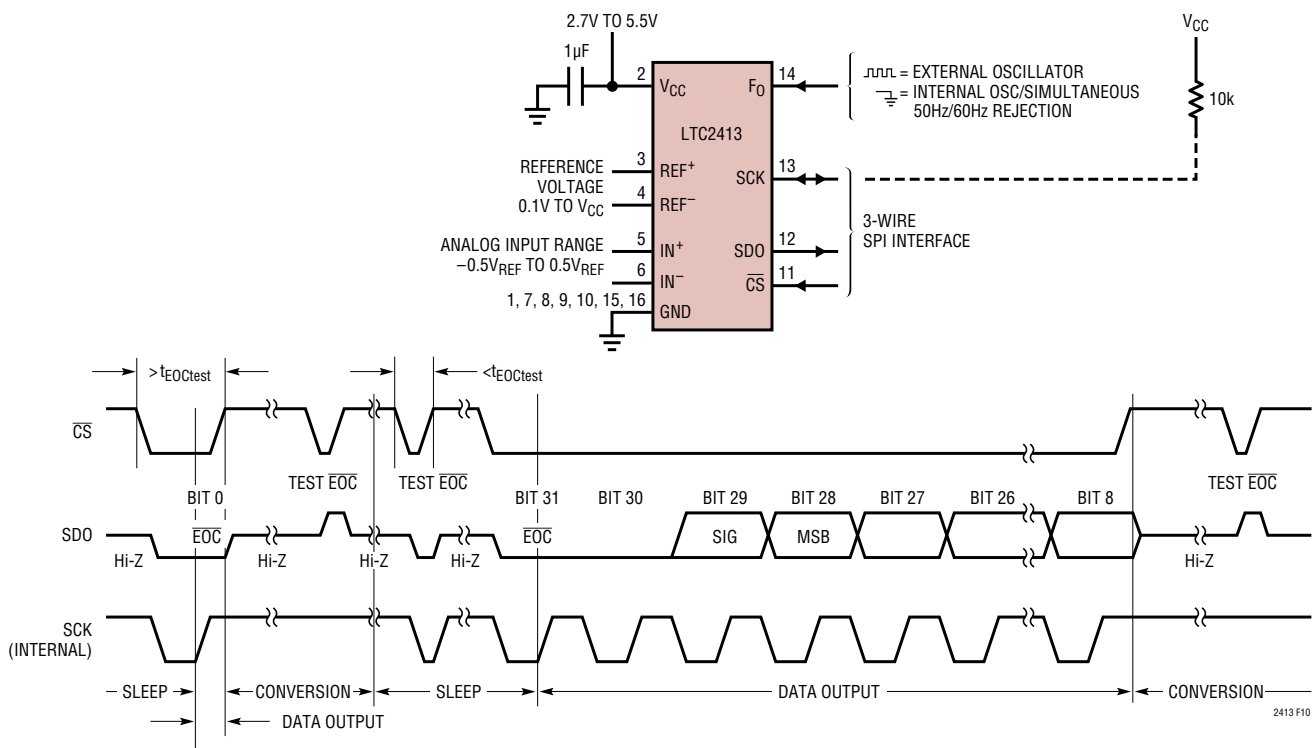 2.7V TO 5.5V
1µF
VCC
2
VCC
FO
14
= EXTERNAL OSCILLATOR
= INTERNAL OSC/SIMULTANEOUS
50Hz/60Hz REJECTION
10k
LTC2413
REFERENCE
VOLTAGE
0.1V TO VCC
3
REF+
SCK
13
4
REF−
3-WIRE
SPI INTERFACE
ANALOG INPUT RANGE
−0.5VREF TO 0.5VREF
5
IN+
SDO
12
6
IN−
CS
11
1, 7, 8, 9, 10, 15, 16
GND
>tEOCtest
<tEOCtest
CS
TEST EOC
TEST EOC
TEST EOC
BIT 0
BIT 31
BIT 30
BIT 29
BIT 28
BIT 27
BIT 26
BIT 8
SDO
EOC
EOC
SIG
MSB
Hi-Z
Hi-Z
Hi-Z
Hi-Z
Hi-Z
SCK
(INTERNAL)
SLEEP
CONVERSION
SLEEP
DATA OUTPUT
CONVERSION
DATA OUTPUT
2413 F10